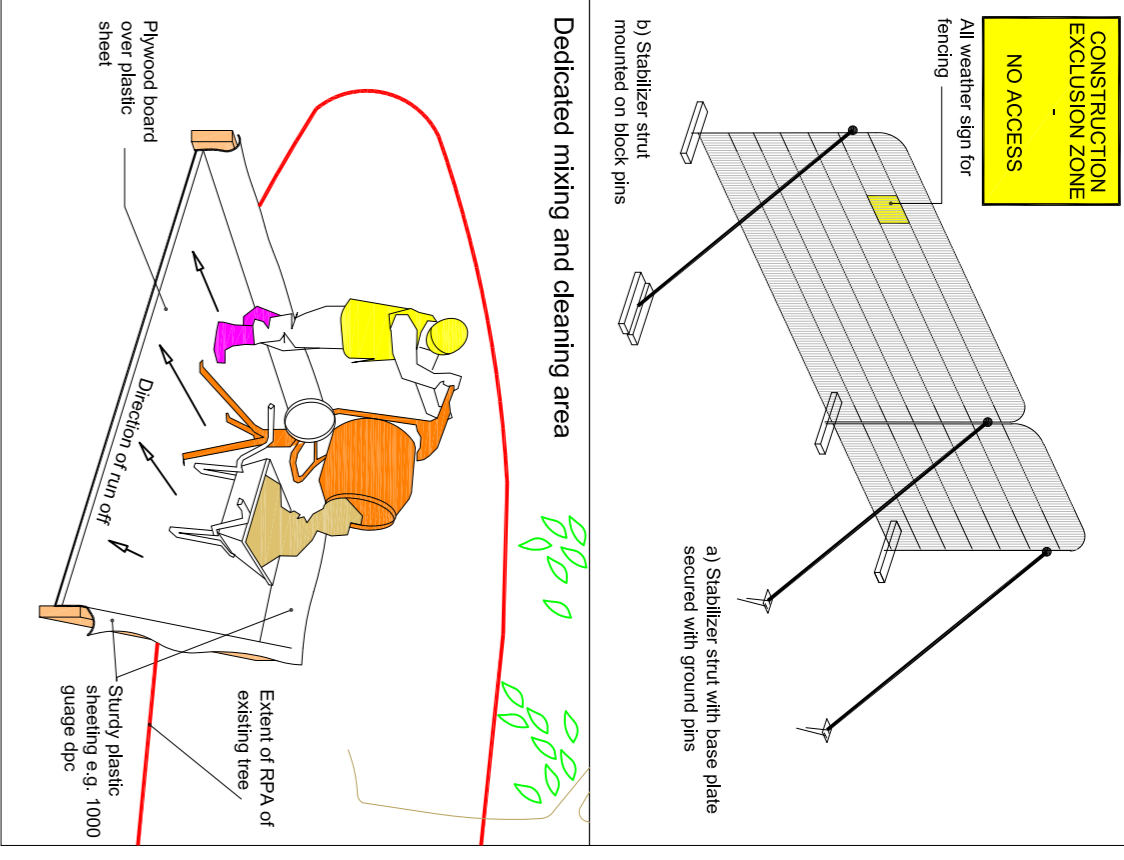 CONSTRUCTION
EXCLUSION ZONE
-
NO ACCESS
All weather sign for
fencing
b) Stabilizer strut
mounted on block pins
a) Stabilizer strut with base plate
secured with ground pins
Dedicated mixing and cleaning area
Plywood board
over plastic
sheet
Direction of run off
Extent of RPA of
existing tree
Sturdy plastic
sheeting e.g. 1000
guage dpc